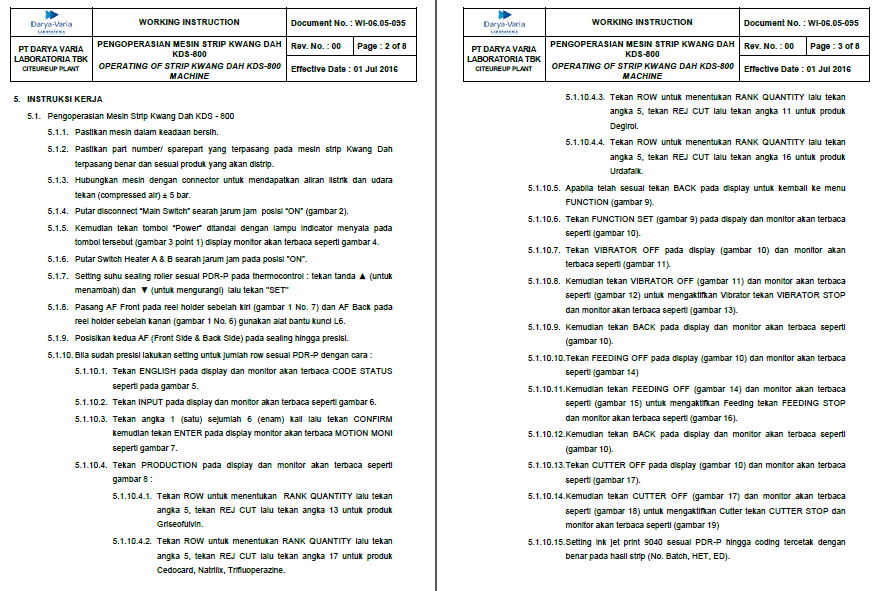 Darya-Varia
LABORATORIA
PT DARYA VARIA
LABORATORIA TBK
CITEUREUP PLANT
WORKING INSTRUCTION
PENGOPERASIAN MESIN STRIP KWANG DAH
KDS-800
OPERATING OF STRIP KWANG DAH KDS-800
MACHINE
Document No. : WI-06.05-095
Rev. No. : 00 Page : 2 of 8
Effective Date : 01 Jul 2016
5. INSTRUKSI KERJA
5.1. Pengoperasian Mesin Strip Kwang Dah KDS - 800
5.1.1. Pastikan mesin dalam keadaan bersih.
5.1.2. Pastikan part number/ sparepart yang terpasang pada mesin strip Kwang Dah
terpasang benar dan sesuai produk yang akan distrip.
5.1.3. Hubungkan mesin dengan connector untuk mendapatkan aliran listrik dan udara
tekan (compressed air) ± 5 bar.
5.1.4. Putar disconnect "Main Switch" searah jarum jam posisi "ON" (gambar 2).
5.1.5. Kemudian tekan tombol "Power" ditandai dengan lampu indicator menyala pada
tombol tersebut (gambar 3 point 1) display monitor akan terbaca seperti gambar 4.
5.1.6. Putar Switch Heater A & B searah jarum jam pada posisi "ON".
5.1.7. Setting suhu sealing roller sesuai PDR-P pada thermocontrol : tekan tanda ▲ (untuk
menambah) dan ▼ (untuk mengurangi) lalu tekan "SET"
5.1.8. Pasang AF Front pada reel holder sebelah kiri (gambar 1 No. 7) dan AF Back pada
reel holder sebelah kanan (gambar 1 No. 6) gunakan alat bantu kunci L6.
5.1.9. Posisikan kedua AF (Front Side & Back Side) pada sealing hingga presisi.
5.1.10. Bila sudah presisi lakukan setting untuk jumlah row sesuai PDR-P dengan cara :
5.1.10.1. Tekan ENGLISH pada display dan monitor akan terbaca CODE STATUS
seperti pada gambar 5.
5.1.10.2. Tekan INPUT pada display dan monitor akan terbaca seperti gambar 6.
5.1.10.3. Tekan angka 1 (satu) sejumlah 6 (enam) kali lalu tekan CONFIRM
kemudian tekan ENTER pada display monitor akan terbaca MOTION MONI
seperti gambar 7.
5.1.10.4. Tekan PRODUCTION pada display dan monitor akan terbaca seperti
gambar 8 :
5.1.10.4.1. Tekan ROW untuk menentukan RANK QUANTITY lalu tekan
angka 5, tekan REJ CUT lalu tekan angka 13 untuk produk
Griseofulvin.
5.1.10.4.2. Tekan ROW untuk menentukan RANK QUANTITY lalu tekan
angka 5, tekan REJ CUT lalu tekan angka 17 untuk produk
Cedocard, Natrilix, Trifluoperazine.
Darya-Varia
LABORATORIA
PT DARYA VARIA
LABORATORIA TBK
CITEUREUP PLANT
WORKING INSTRUCTION
PENGOPERASIAN MESIN STRIP KWANG DAH
KDS-800
OPERATING OF STRIP KWANG DAH KDS-800
MACHINE
Document No. : WI-06.05-095
Rev. No. : 00 Page : 3 of 8
Effective Date : 01 Jul 2016
5.1.10.4.3. Tekan ROW untuk menentukan RANK QUANTITY lalu tekan
angka 5, tekan REJ CUT lalu tekan angka 11 untuk produk
Degirol.
5.1.10.4.4. Tekan ROW untuk menentukan RANK QUANTITY lalu tekan
angka 5, tekan REJ CUT lalu tekan angka 16 untuk produk
Urdafalk.
5.1.10.5. Apabila telah sesuai tekan BACK pada display untuk kembali ke menu
FUNCTION (gambar 9).
5.1.10.6. Tekan FUNCTION SET (gambar 9) pada dispaly dan monitor akan terbaca
seperti (gambar 10).
5.1.10.7. Tekan VIBRATOR OFF pada display (gambar 10) dan monitor akan
terbaca seperti (gambar 11).
5.1.10.8. Kemudian tekan VIBRATOR OFF (gambar 11) dan monitor akan terbaca
seperti (gambar 12) untuk mengaktifkan Vibrator tekan VIBRATOR STOP
dan monitor akan terbaca seperti (gambar 13).
5.1.10.9. Kemudian tekan BACK pada display dan monitor akan terbaca seperti
(gambar 10).
5.1.10.10.Tekan FEEDING OFF pada display (gambar 10) dan monitor akan terbaca
seperti (gambar 14)
5.1.10.11.Kemudian tekan FEEDING OFF (gambar 14) dan monitor akan terbaca
seperti (gambar 15) untuk mengaktifkan Feeding tekan FEEDING STOP
dan monitor akan terbaca seperti (gambar 16).
5.1.10.12.Kemudian tekan BACK pada display dan monitor akan terbaca seperti
(gambar 10).
5.1.10.13.Tekan CUTTER OFF pada display (gambar 10) dan monitor akan terbaca
seperti (gambar 17).
5.1.10.14.Kemudian tekan CUTTER OFF (gambar 17) dan monitor akan terbaca
seperti (gambar 18) untuk mengaktifkan Cutter tekan CUTTER STOP dan
monitor akan terbaca seperti (gambar 19)
5.1.10.15.Setting ink jet print 9040 sesuai PDR-P hingga coding tercetak dengan
benar pada hasil strip (No. Batch, HET, ED).